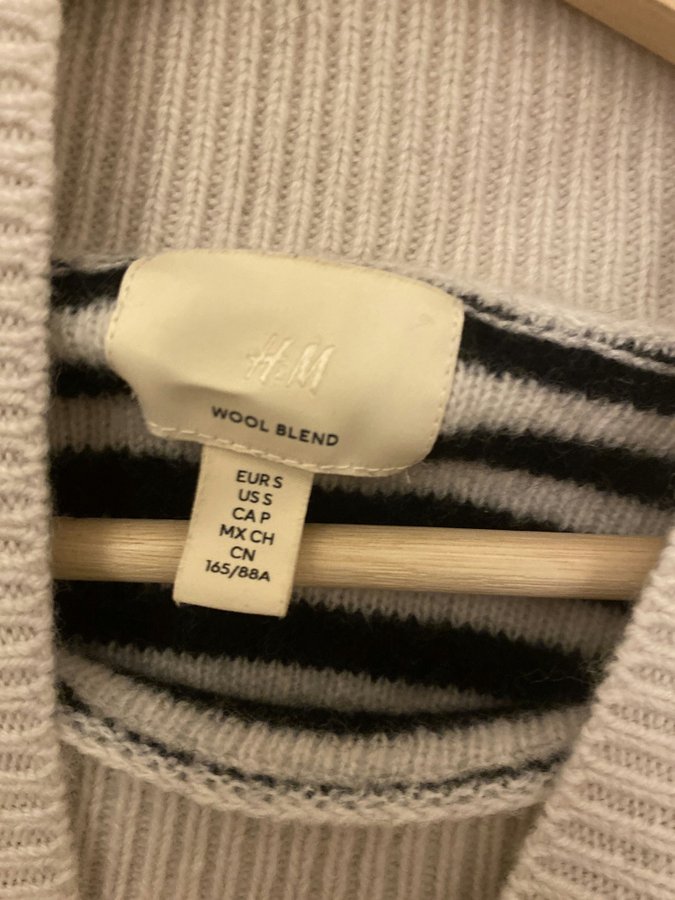 H&M
WOOL BLEND
EUR S
US S
CA P
MX CH
CN
165/88A